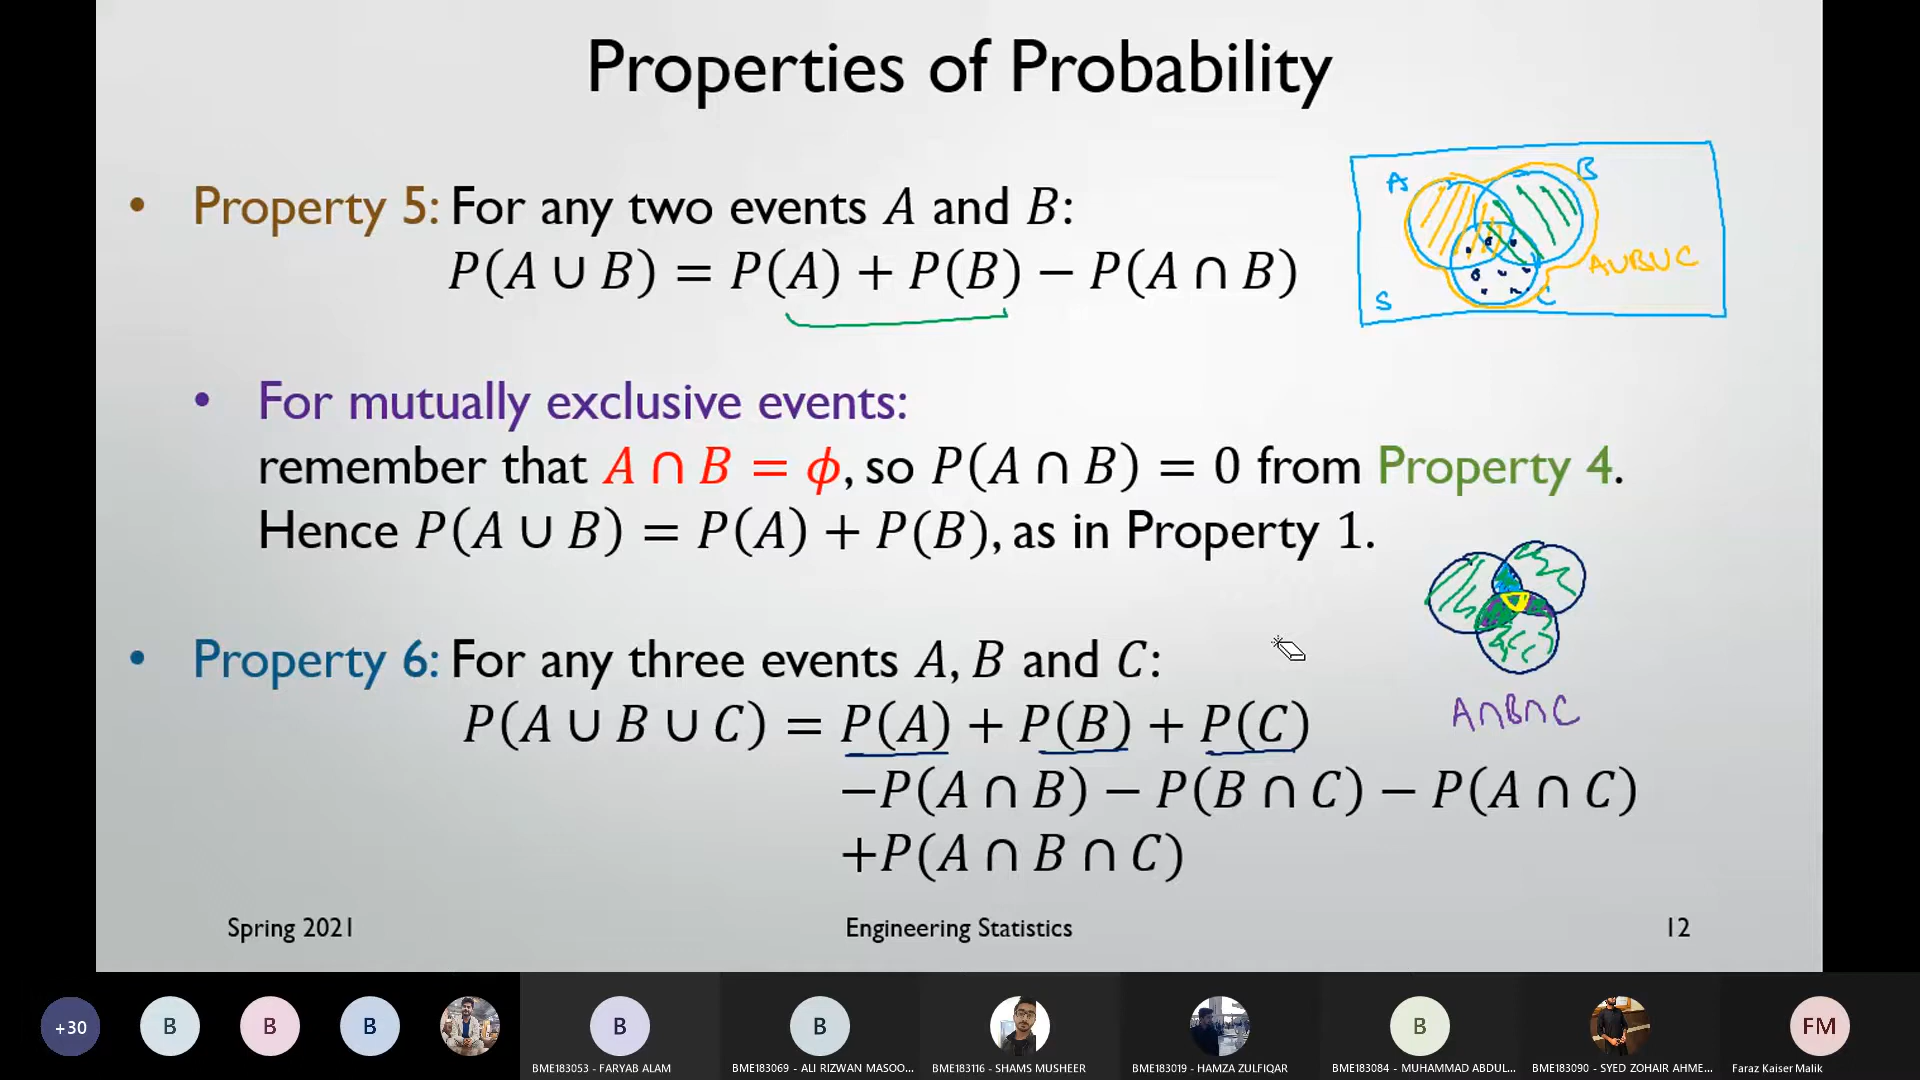 Properties of Probability
• Property 5: For any two events A and B:
P(A ∪ B) = P(A) + P(B) − P(A ∩ B)
A
B
A∪B∪C
S
C
• For mutually exclusive events:
remember that A ∩ B = ϕ, so P(A ∩ B) = 0 from Property 4.
Hence P(A ∪ B) = P(A) + P(B), as in Property 1.
• Property 6: For any three events A, B and C:
P(A ∪ B ∪ C) = P(A) + P(B) + P(C)
−P(A ∩ B) − P(B ∩ C) − P(A ∩ C)
+P(A ∩ B ∩ C)
A∩B∩C
Spring 2021
Engineering Statistics
12
+30
B
B
B
B
B
B
FM
BME183053 - FARYAB ALAM
BME183069 - ALI RIZWAN MASOO...
BME183116 - SHAMS MUSHEER
BME183019 - HAMZA ZULFIQAR
BME183084 - MUHAMMAD ABDUL...
BME183090 - SYED ZOHAIR AHME...
Faraz Kaiser Malik